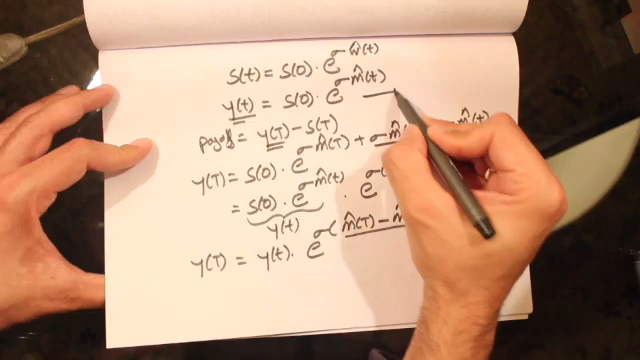 S(t) = S(0) · e^σŴ(t)
Y(t) = S(0) · e^σM̂(t) —
payoff = Y(T) - S(T)
Y(T) = S(0) · e^σM̂(T) + σM̂ M̂(t)
= S(0) · e^σM̂(t) · e^σ(
Y(t)
Y(T) = Y(t) · e^σ( M̂(T) - M̂